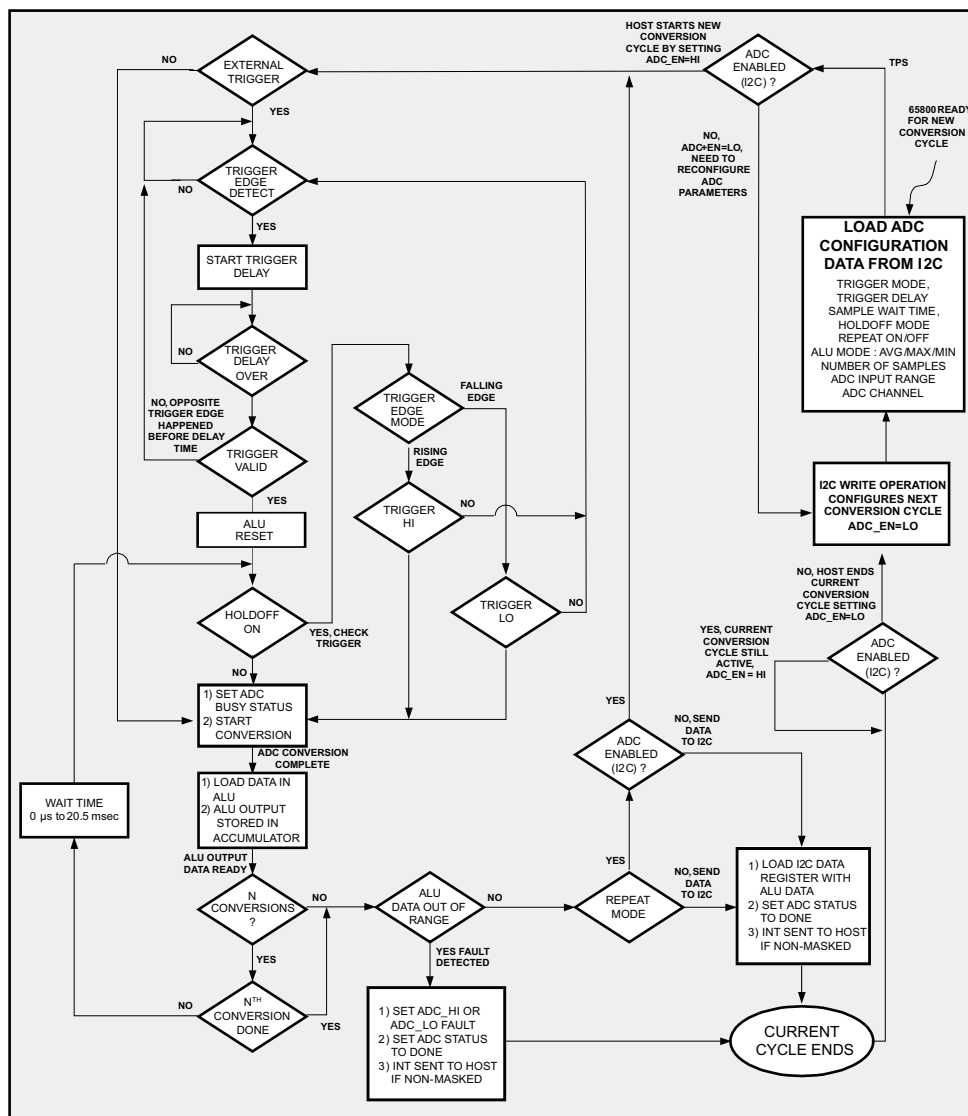 HOST STARTS NEW
CONVERSION
CYCLE BY SETTING
ADC_EN=HI
ADC
ENABLED
(I2C) ?
TPS
NO
EXTERNAL
TRIGGER
YES
65800 READY
FOR NEW
CONVERSION
CYCLE
NO,
ADC+EN=LO,
NEED TO
RECONFIGURE
ADC
PARAMETERS
TRIGGER
EDGE
DETECT
NO
YES
START TRIGGER
DELAY
LOAD ADC
CONFIGURATION
DATA FROM I2C
TRIGGER MODE,
TRIGGER DELAY
SAMPLE WAIT TIME,
HOLDOFF MODE
REPEAT ON/OFF
ALU MODE : AVG/MAX/MIN
NUMBER OF SAMPLES
ADC INPUT RANGE
ADC CHANNEL
NO
TRIGGER
DELAY
OVER
NO, OPPOSITE
TRIGGER EDGE
HAPPENED
BEFORE DELAY
TIME
TRIGGER
EDGE
MODE
FALLING
EDGE
RISING
EDGE
TRIGGER
VALID
YES
TRIGGER
HI
NO
I2C WRITE OPERATION
CONFIGURES NEXT
CONVERSION CYCLE
ADC_EN=LO
ALU
RESET
NO, HOST ENDS
CURRENT
CONVERSION
CYCLE SETTING
ADC_EN=LO
HOLDOFF
ON
YES, CHECK
TRIGGER
TRIGGER
LO
NO
YES, CURRENT
CONVERSION
CYCLE STILL
ACTIVE,
ADC_EN = HI
ADC
ENABLED
(I2C) ?
NO
1) SET ADC
BUSY STATUS
2) START
CONVERSION
YES
ADC
ENABLED
(I2C) ?
NO, SEND
DATA
TO I2C
ADC CONVERSION
COMPLETE
WAIT TIME
0 µs to 20.5 msec
1) LOAD DATA IN
ALU
2) ALU OUTPUT
STORED IN
ACCUMULATOR
ALU OUTPUT
DATA READY
N
CONVERSIONS
?
NO
ALU
DATA OUT OF
RANGE
NO
YES
REPEAT
MODE
NO, SEND
DATA
TO I2C
1) LOAD I2C DATA
REGISTER WITH
ALU DATA
2) SET ADC STATUS
TO DONE
3) INT SENT TO HOST
IF NON-MASKED
YES
YES FAULT
DETECTED
NO
NTH
CONVERSION
DONE
YES
1) SET ADC_HI OR
ADC_LO FAULT
2) SET ADC STATUS
TO DONE
3) INT SENT TO HOST
IF NON-MASKED
CURRENT
CYCLE ENDS